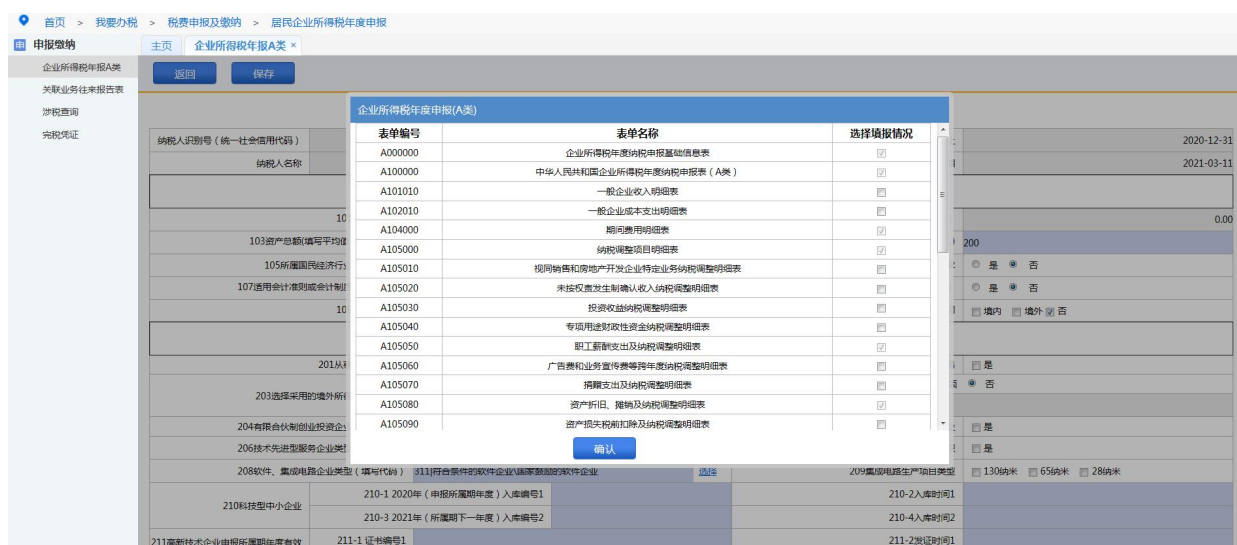 首页 > 我要办税 > 税费申报及缴纳 > 居民企业所得税年度申报
申报缴纳
企业所得税年报A类
关联业务往来报告表
涉税查询
完税凭证
主页 企业所得税年报A类 ×
返回 保存
企业所得税年度申报(A类)
表单编号 表单名称 选择填报情况
A000000 企业所得税年度纳税申报基础信息表
A100000 中华人民共和国企业所得税年度纳税申报表(A类)
A101010 一般企业收入明细表
A102010 一般企业成本支出明细表
A104000 期间费用明细表
A105000 纳税调整项目明细表
A105010 视同销售和房地产开发企业特定业务纳税调整明细表
A105020 未按权责发生制确认收入纳税调整明细表
A105030 投资收益纳税调整明细表
A105040 专项用途财政性资金纳税调整明细表
A105050 职工薪酬支出及纳税调整明细表
A105060 广告费和业务宣传费等跨年度纳税调整明细表
A105070 捐赠支出及纳税调整明细表
A105080 资产折旧、摊销及纳税调整明细表
A105090 资产损失税前扣除及纳税调整明细表
确认
纳税人识别号(统一社会信用代码) 2020-12-31
纳税人名称 2021-03-11
10 0.00
103资产总额(填写平均值 200
105所属国民经济行业 是 否
107适用会计准则或会计制度 是 否
10 境内 境外 否
201从 是
203选择采用的境外所得 否
204有限合伙制创业投资企业 是
206技术先进型服务企业类型 是
208软件、集成电路企业类型(填写代码) 311|符合条件的软件企业\国家鼓励的软件企业 选择 209集成电路生产项目类型 130纳米 65纳米 28纳米
210科技型中小企业
210-1 2020年(申报所属期年度)入库编号1 210-2入库时间1
210-3 2021年(所属期下一年度)入库编号2 210-4入库时间2
211高新技术企业申报所属期年度有效 211-1 证书编号1 211-2发证时间1